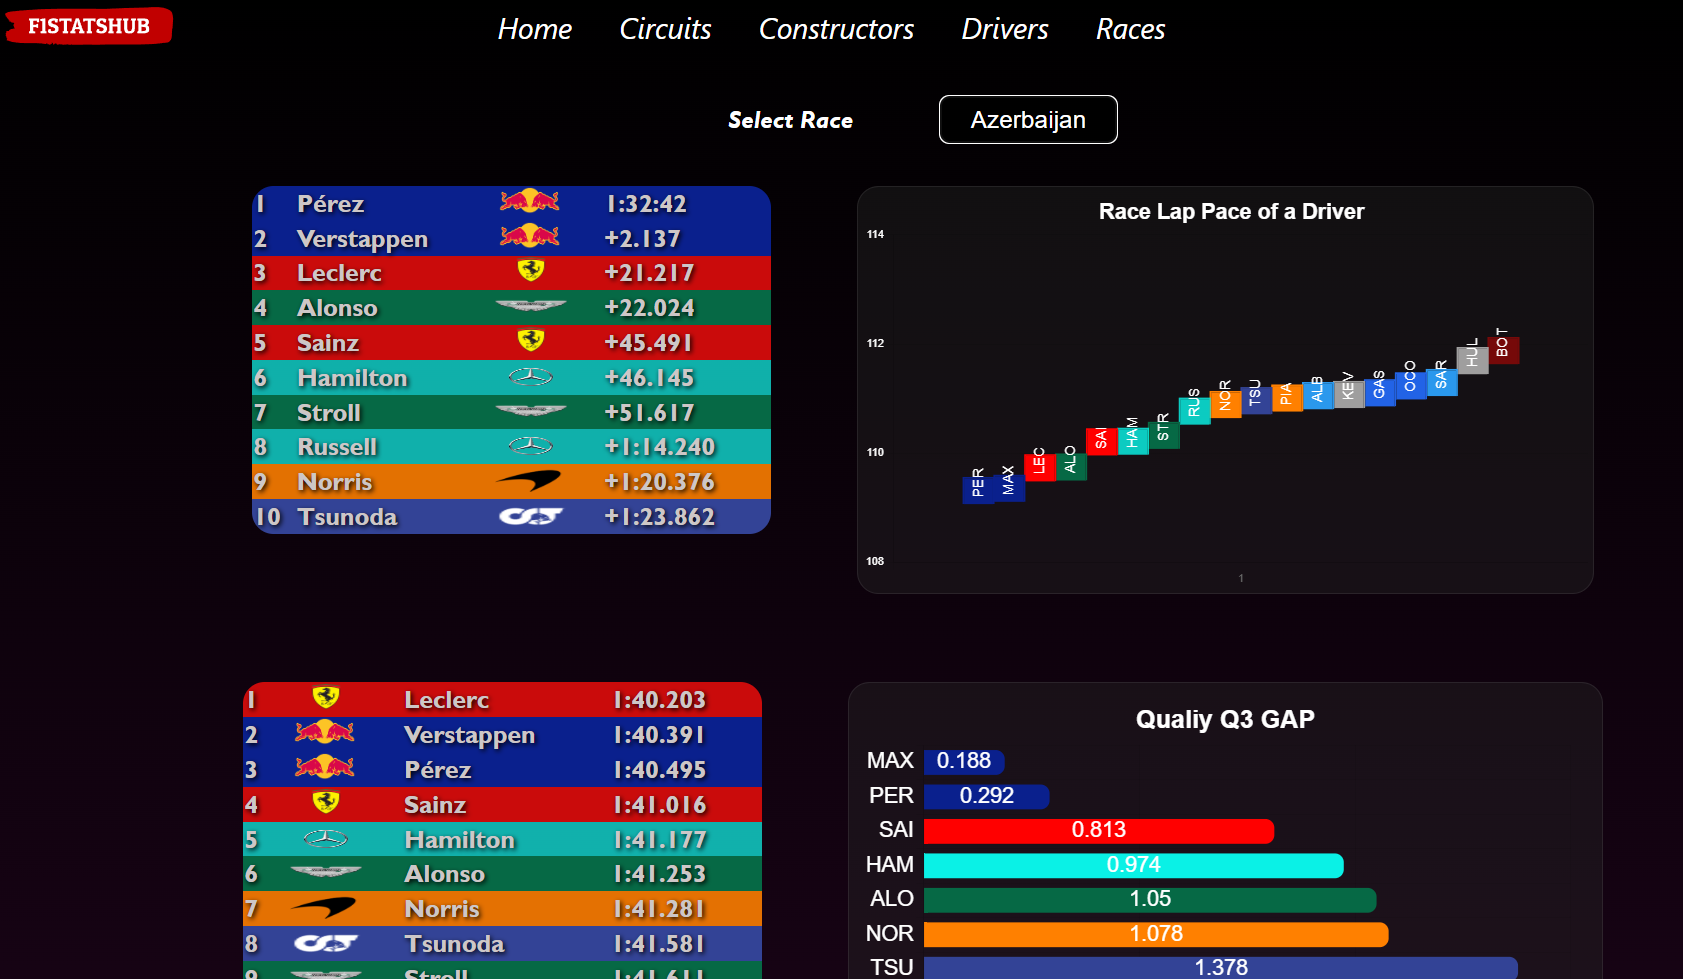 F1STATSHUB
Home Circuits Constructors Drivers Races
Select Race Azerbaijan
1 Pérez 1:32:42
2 Verstappen +2.137
3 Leclerc +21.217
4 Alonso +22.024
5 Sainz +45.491
6 Hamilton +46.145
7 Stroll +51.617
8 Russell +1:14.240
9 Norris +1:20.376
10 Tsunoda +1:23.862
Race Lap Pace of a Driver
114
112
110
108
PER MAX LEC ALO SAI HAM STR RUS NOR TSU PIA ALB KEV GAS OCO SAR HUL BOT
1
1 Leclerc 1:40.203
2 Verstappen 1:40.391
3 Pérez 1:40.495
4 Sainz 1:41.016
5 Hamilton 1:41.177
6 Alonso 1:41.253
7 Norris 1:41.281
8 Tsunoda 1:41.581
9 Stroll 1:41.611
Qualiy Q3 GAP
MAX 0.188
PER 0.292
SAI 0.813
HAM 0.974
ALO 1.05
NOR 1.078
TSU 1.378